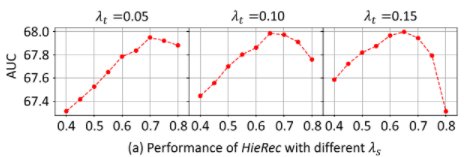 λt =0.05 λt =0.10 λt =0.15
68.0
67.8
67.6
67.4
AUC
0.4 0.5 0.6 0.7 0.8 0.4 0.5 0.6 0.7 0.8 0.4 0.5 0.6 0.7 0.8
(a) Performance of HieRec with different λs